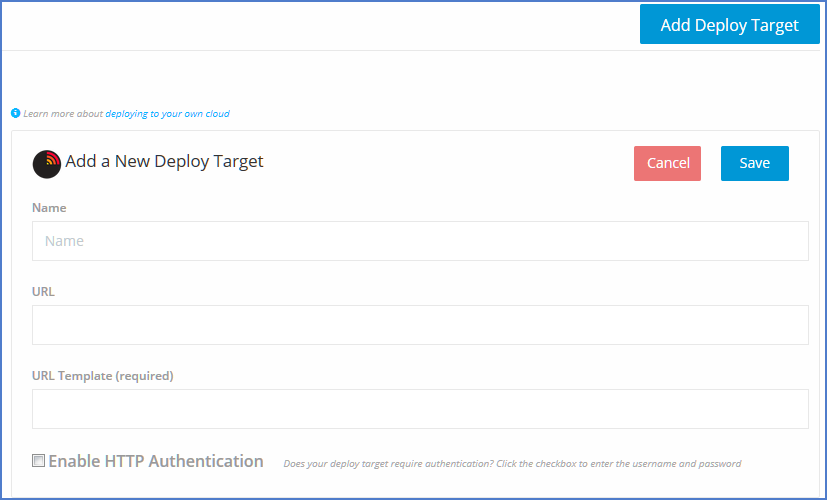 Add Deploy Target
Learn more about deploying to your own cloud
Add a New Deploy Target
Cancel
Save
Name
Name
URL
URL Template (required)
Enable HTTP Authentication
Does your deploy target require authentication? Click the checkbox to enter the username and password